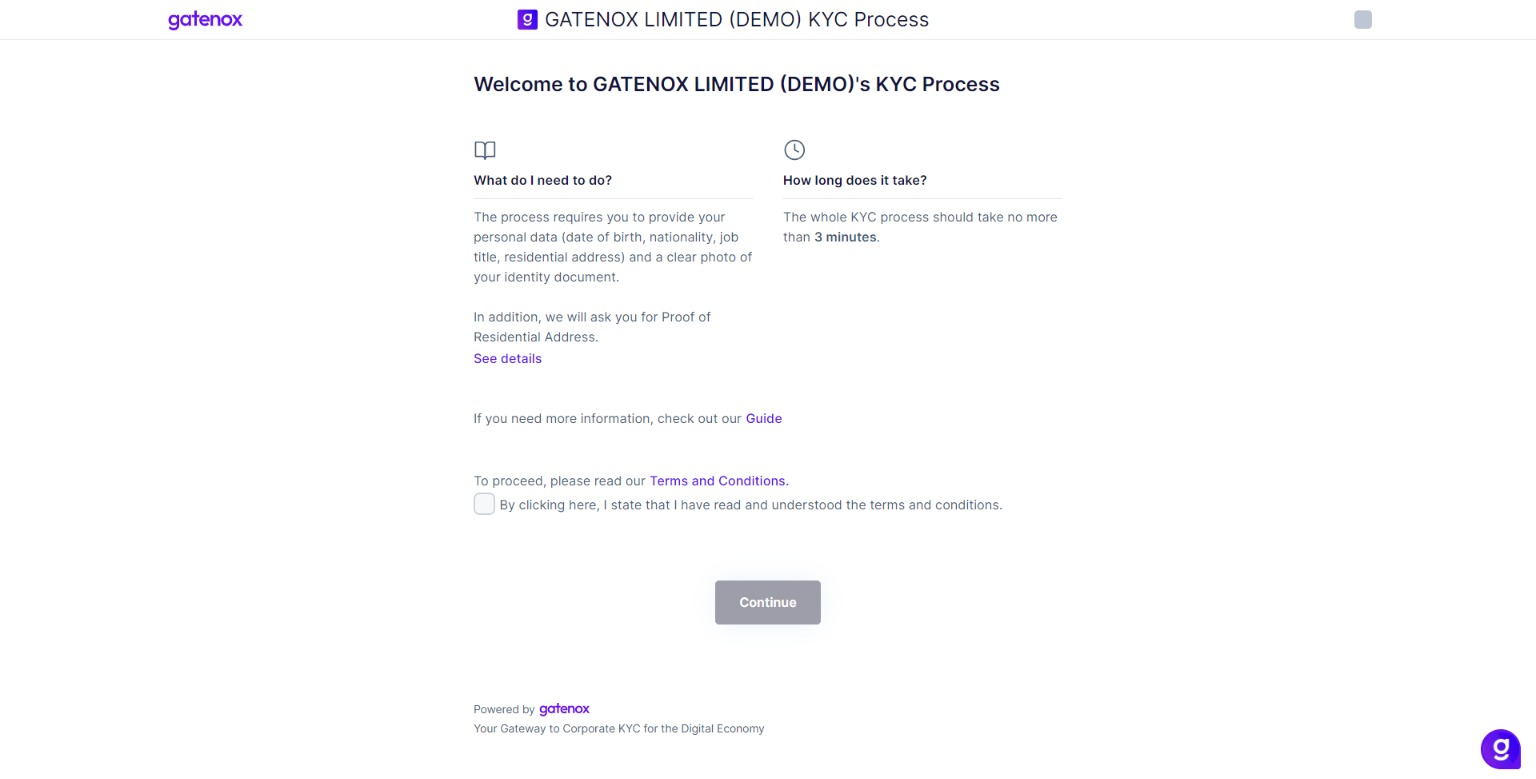 gatenox
g GATENOX LIMITED (DEMO) KYC Process
Welcome to GATENOX LIMITED (DEMO)'s KYC Process
What do I need to do?
The process requires you to provide your
personal data (date of birth, nationality, job
title, residential address) and a clear photo of
your identity document.
In addition, we will ask you for Proof of
Residential Address.
See details
How long does it take?
The whole KYC process should take no more
than 3 minutes.
If you need more information, check out our Guide
To proceed, please read our Terms and Conditions.
By clicking here, I state that I have read and understood the terms and conditions.
Continue
Powered by gatenox
Your Gateway to Corporate KYC for the Digital Economy
g